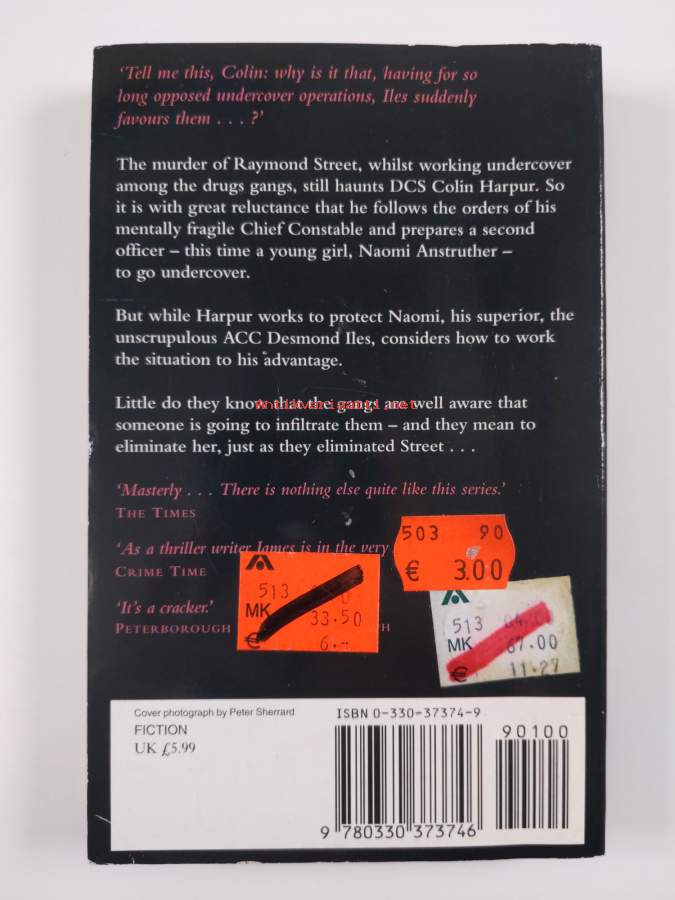 ‘Tell me this, Colin: why is it that, having for so
long opposed undercover operations, Iles suddenly
favours them . . . ?’
The murder of Raymond Street, whilst working undercover
among the drugs gangs, still haunts DCS Colin Harpur. So
it is with great reluctance that he follows the orders of his
mentally fragile Chief Constable and prepares a second
officer – this time a young girl, Naomi Anstruther –
to go undercover.
But while Harpur works to protect Naomi, his superior, the
unscrupulous ACC Desmond Iles, considers how to work
the situation to his advantage.
Little do they know that the gangs are well aware that
Antikvariaatti.net
someone is going to infiltrate them – and they mean to
eliminate her, just as they eliminated Street . . .
‘Masterly . . . There is nothing else quite like this series.’
THE TIMES
‘As a thriller writer James is in the very
CRIME TIME
‘It’s a cracker.’
PETERBOROUGH
503 90
€ 3.00
513
MK 33.50
€ 6.–
513
MK 67.00
€ 11.27
Cover photograph by Peter Sherrard
FICTION
UK £5.99
ISBN 0-330-37374-9
90100
9 780330 373746